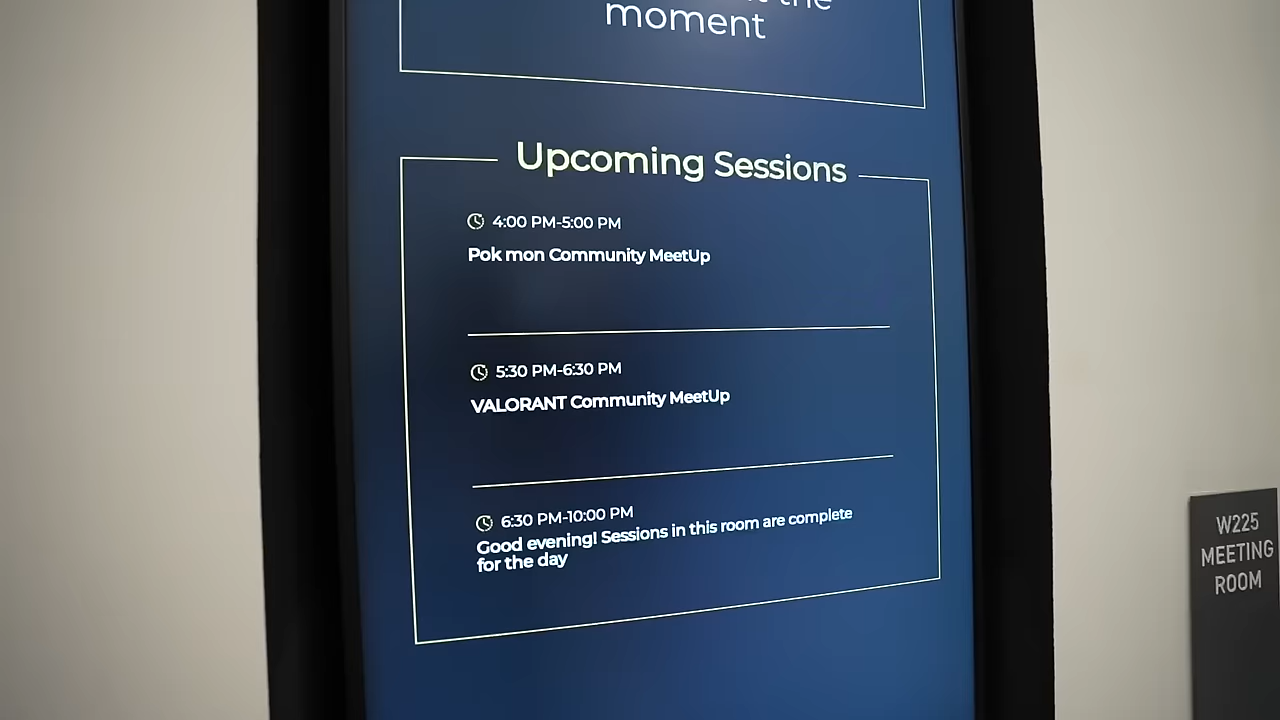 the
moment
Upcoming Sessions
4:00 PM-5:00 PM
Pok mon Community MeetUp
5:30 PM-6:30 PM
VALORANT Community MeetUp
6:30 PM-10:00 PM
Good evening! Sessions in this room are complete
for the day
W225
MEETING
ROOM